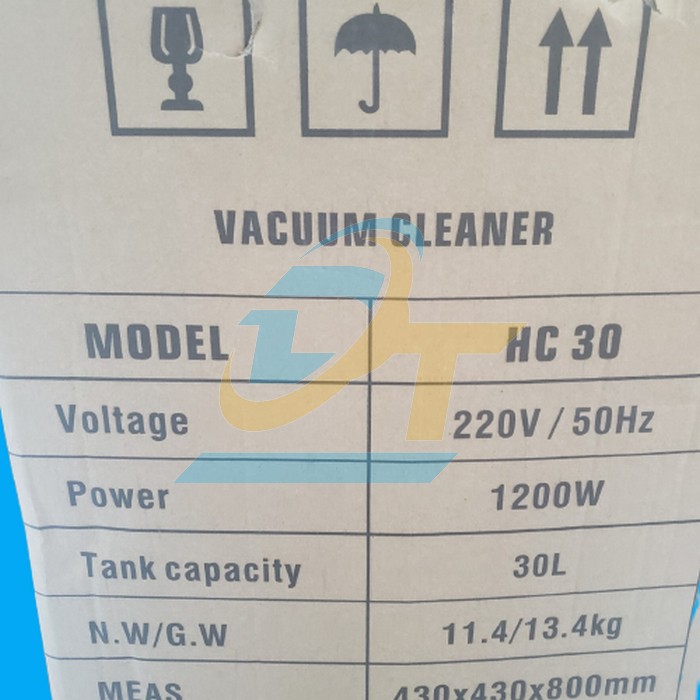 VACUUM CLEANER
MODEL HC 30
Voltage 220V / 50Hz
Power 1200W
Tank capacity 30L
N.W/G.W 11.4/13.4kg
MEAS 430x430x800mm
DT